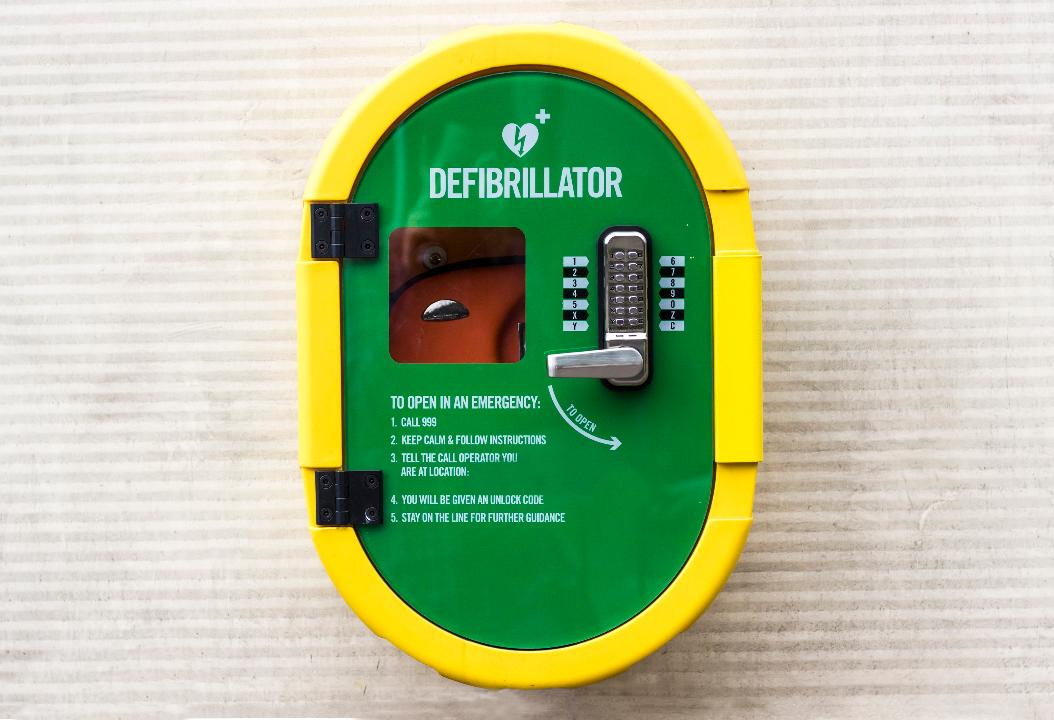 DEFIBRILLATOR
1 6
2 7
3 8
4 9
5 0
X Z
Y C
TO OPEN
TO OPEN IN AN EMERGENCY:
1. CALL 999
2. KEEP CALM & FOLLOW INSTRUCTIONS
3. TELL THE CALL OPERATOR YOU
ARE AT LOCATION:
4. YOU WILL BE GIVEN AN UNLOCK CODE
5. STAY ON THE LINE FOR FURTHER GUIDANCE